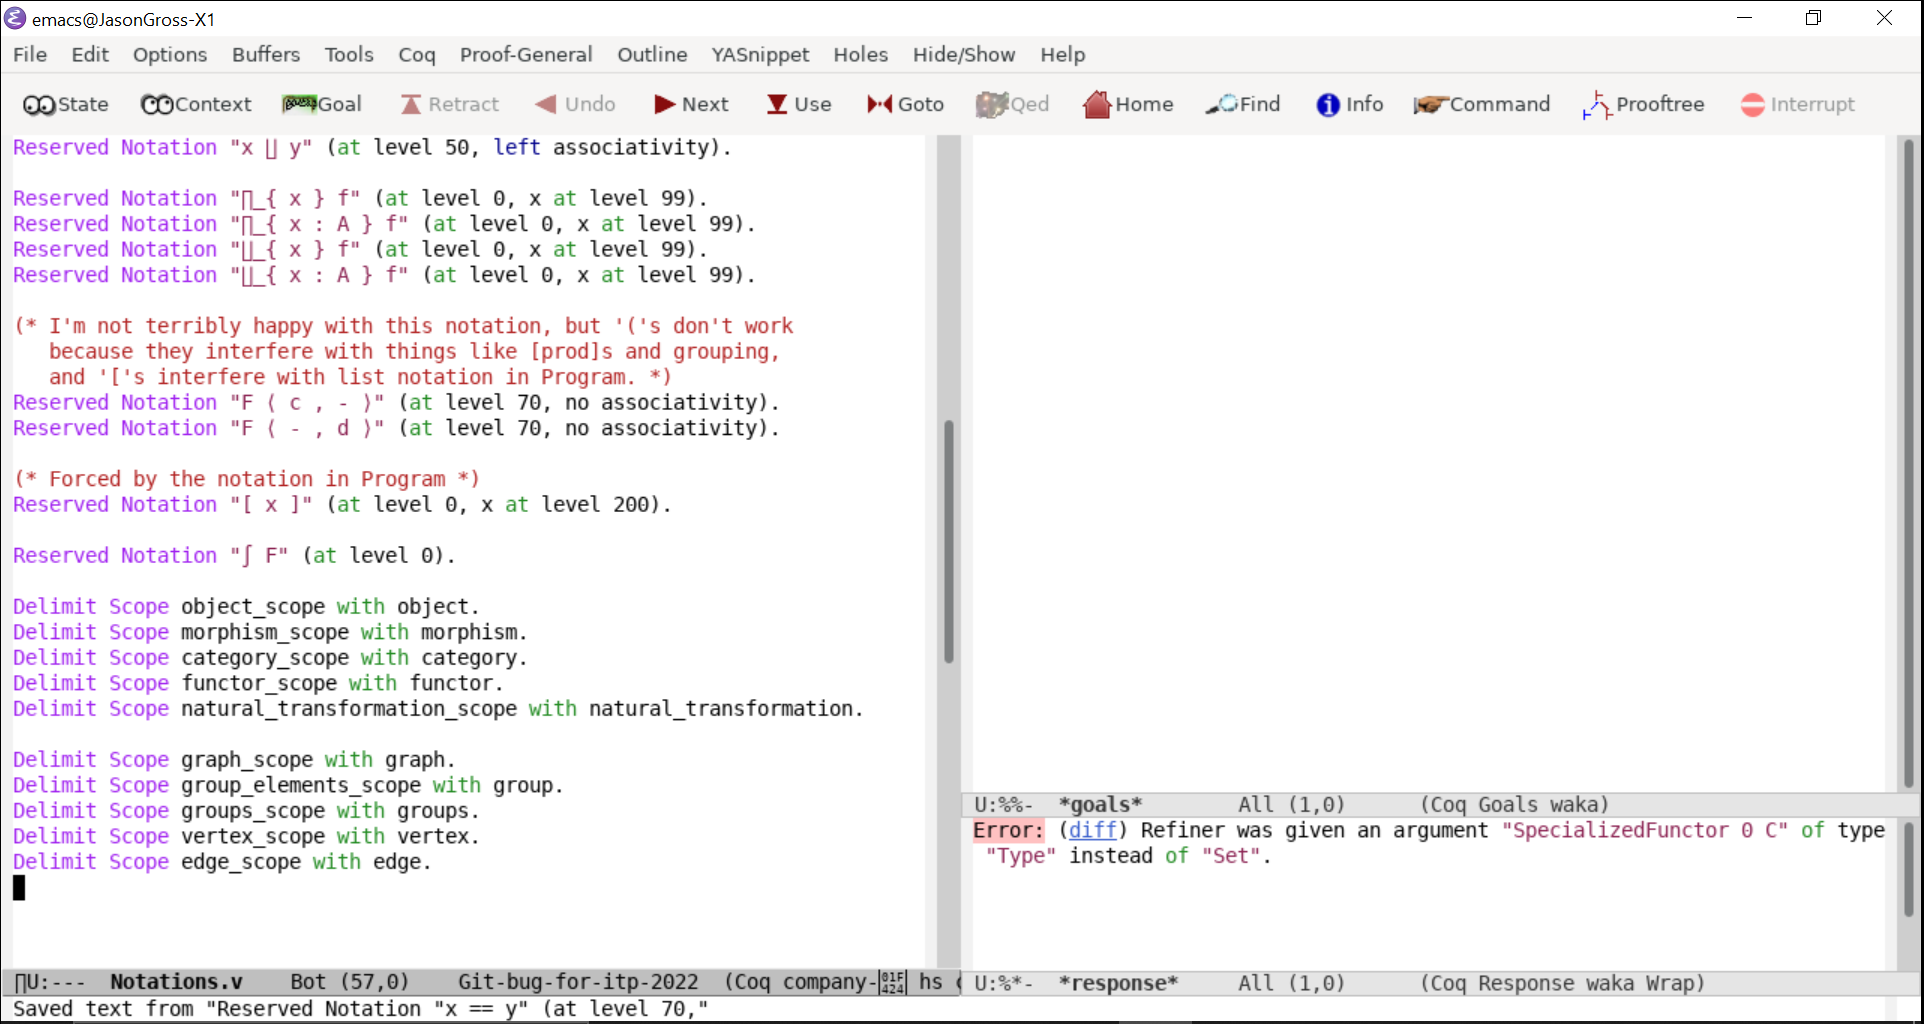 emacs@JasonGross-X1
File Edit Options Buffers Tools Coq Proof-General Outline YASnippet Holes Hide/Show Help
State Context Goal Retract Undo Next Use Goto Qed Home Find Info Command Prooftree Interrupt
Reserved Notation "x ∐ y" (at level 50, left associativity).
Reserved Notation "∏_{ x } f" (at level 0, x at level 99).
Reserved Notation "∏_{ x : A } f" (at level 0, x at level 99).
Reserved Notation "∐_{ x } f" (at level 0, x at level 99).
Reserved Notation "∐_{ x : A } f" (at level 0, x at level 99).
(* I'm not terribly happy with this notation, but '('s don't work
because they interfere with things like [prod]s and grouping,
and '['s interfere with list notation in Program. *)
Reserved Notation "F ⟨ c , - ⟩" (at level 70, no associativity).
Reserved Notation "F ⟨ - , d ⟩" (at level 70, no associativity).
(* Forced by the notation in Program *)
Reserved Notation "[ x ]" (at level 0, x at level 200).
Reserved Notation "∫ F" (at level 0).
Delimit Scope object_scope with object.
Delimit Scope morphism_scope with morphism.
Delimit Scope category_scope with category.
Delimit Scope functor_scope with functor.
Delimit Scope natural_transformation_scope with natural_transformation.
Delimit Scope graph_scope with graph.
Delimit Scope group_elements_scope with group.
Delimit Scope groups_scope with groups.
Delimit Scope vertex_scope with vertex.
Delimit Scope edge_scope with edge.
∏U:--- Notations.v Bot (57,0) Git-bug-for-itp-2022 (Coq company-01F424 hs
Saved text from "Reserved Notation "x == y" (at level 70,"
U:%%- *goals* All (1,0) (Coq Goals waka)
Error: (diff) Refiner was given an argument "SpecializedFunctor 0 C" of type
"Type" instead of "Set".
U:%*- *response* All (1,0) (Coq Response waka Wrap)